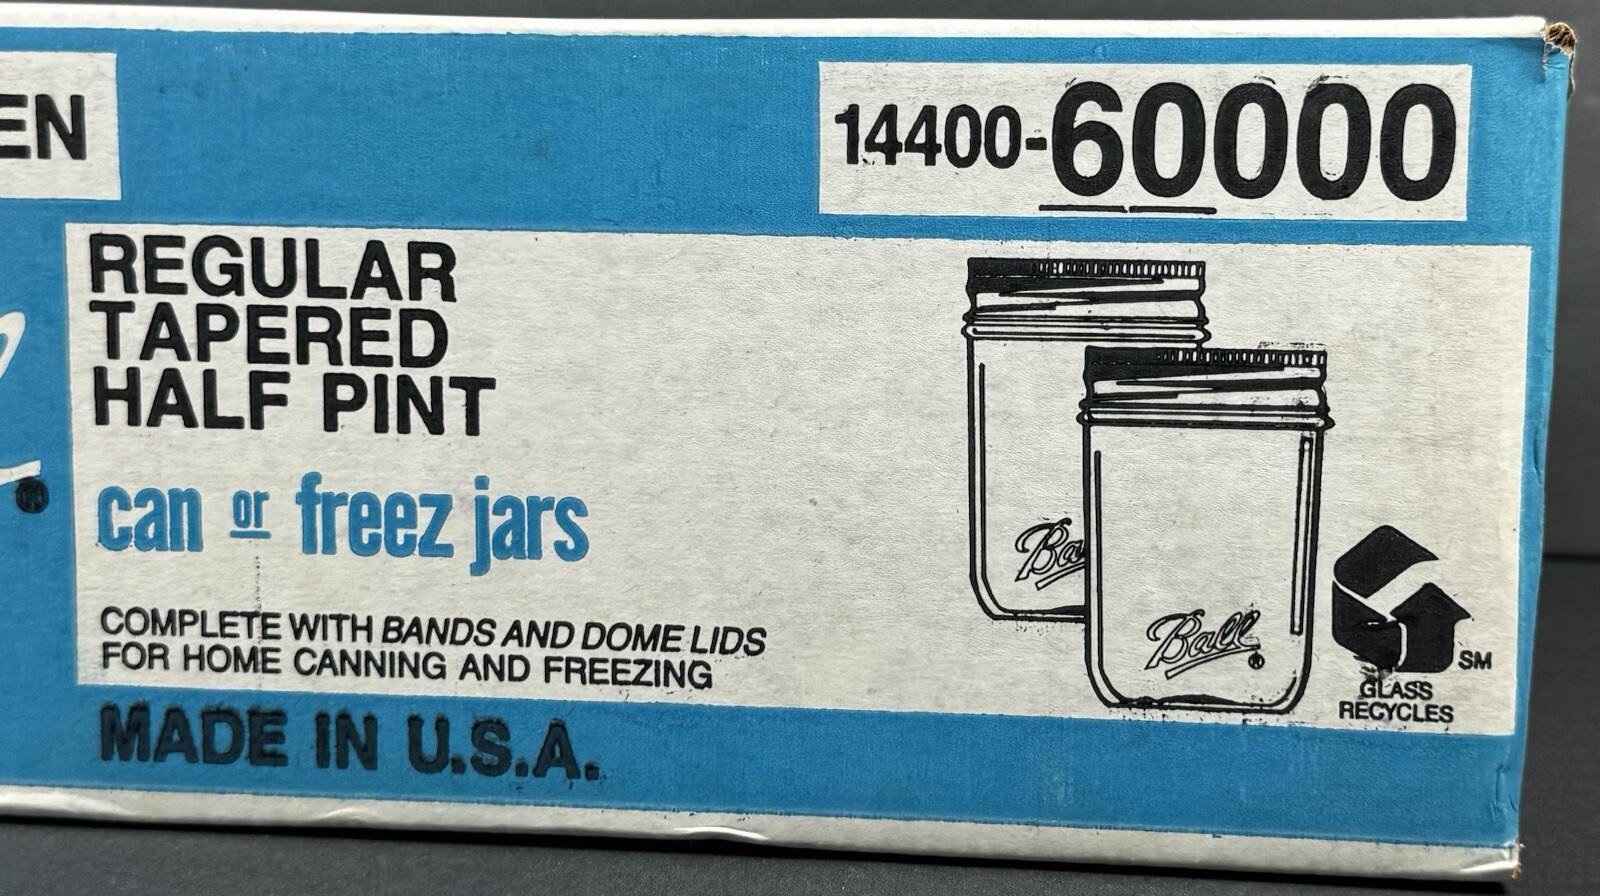 EN
14400-60000
REGULAR
TAPERED
HALF PINT
can or freez jars
COMPLETE WITH BANDS AND DOME LIDS
FOR HOME CANNING AND FREEZING
MADE IN U.S.A.
®
Ba
Ball®
SM
GLASS
RECYCLES